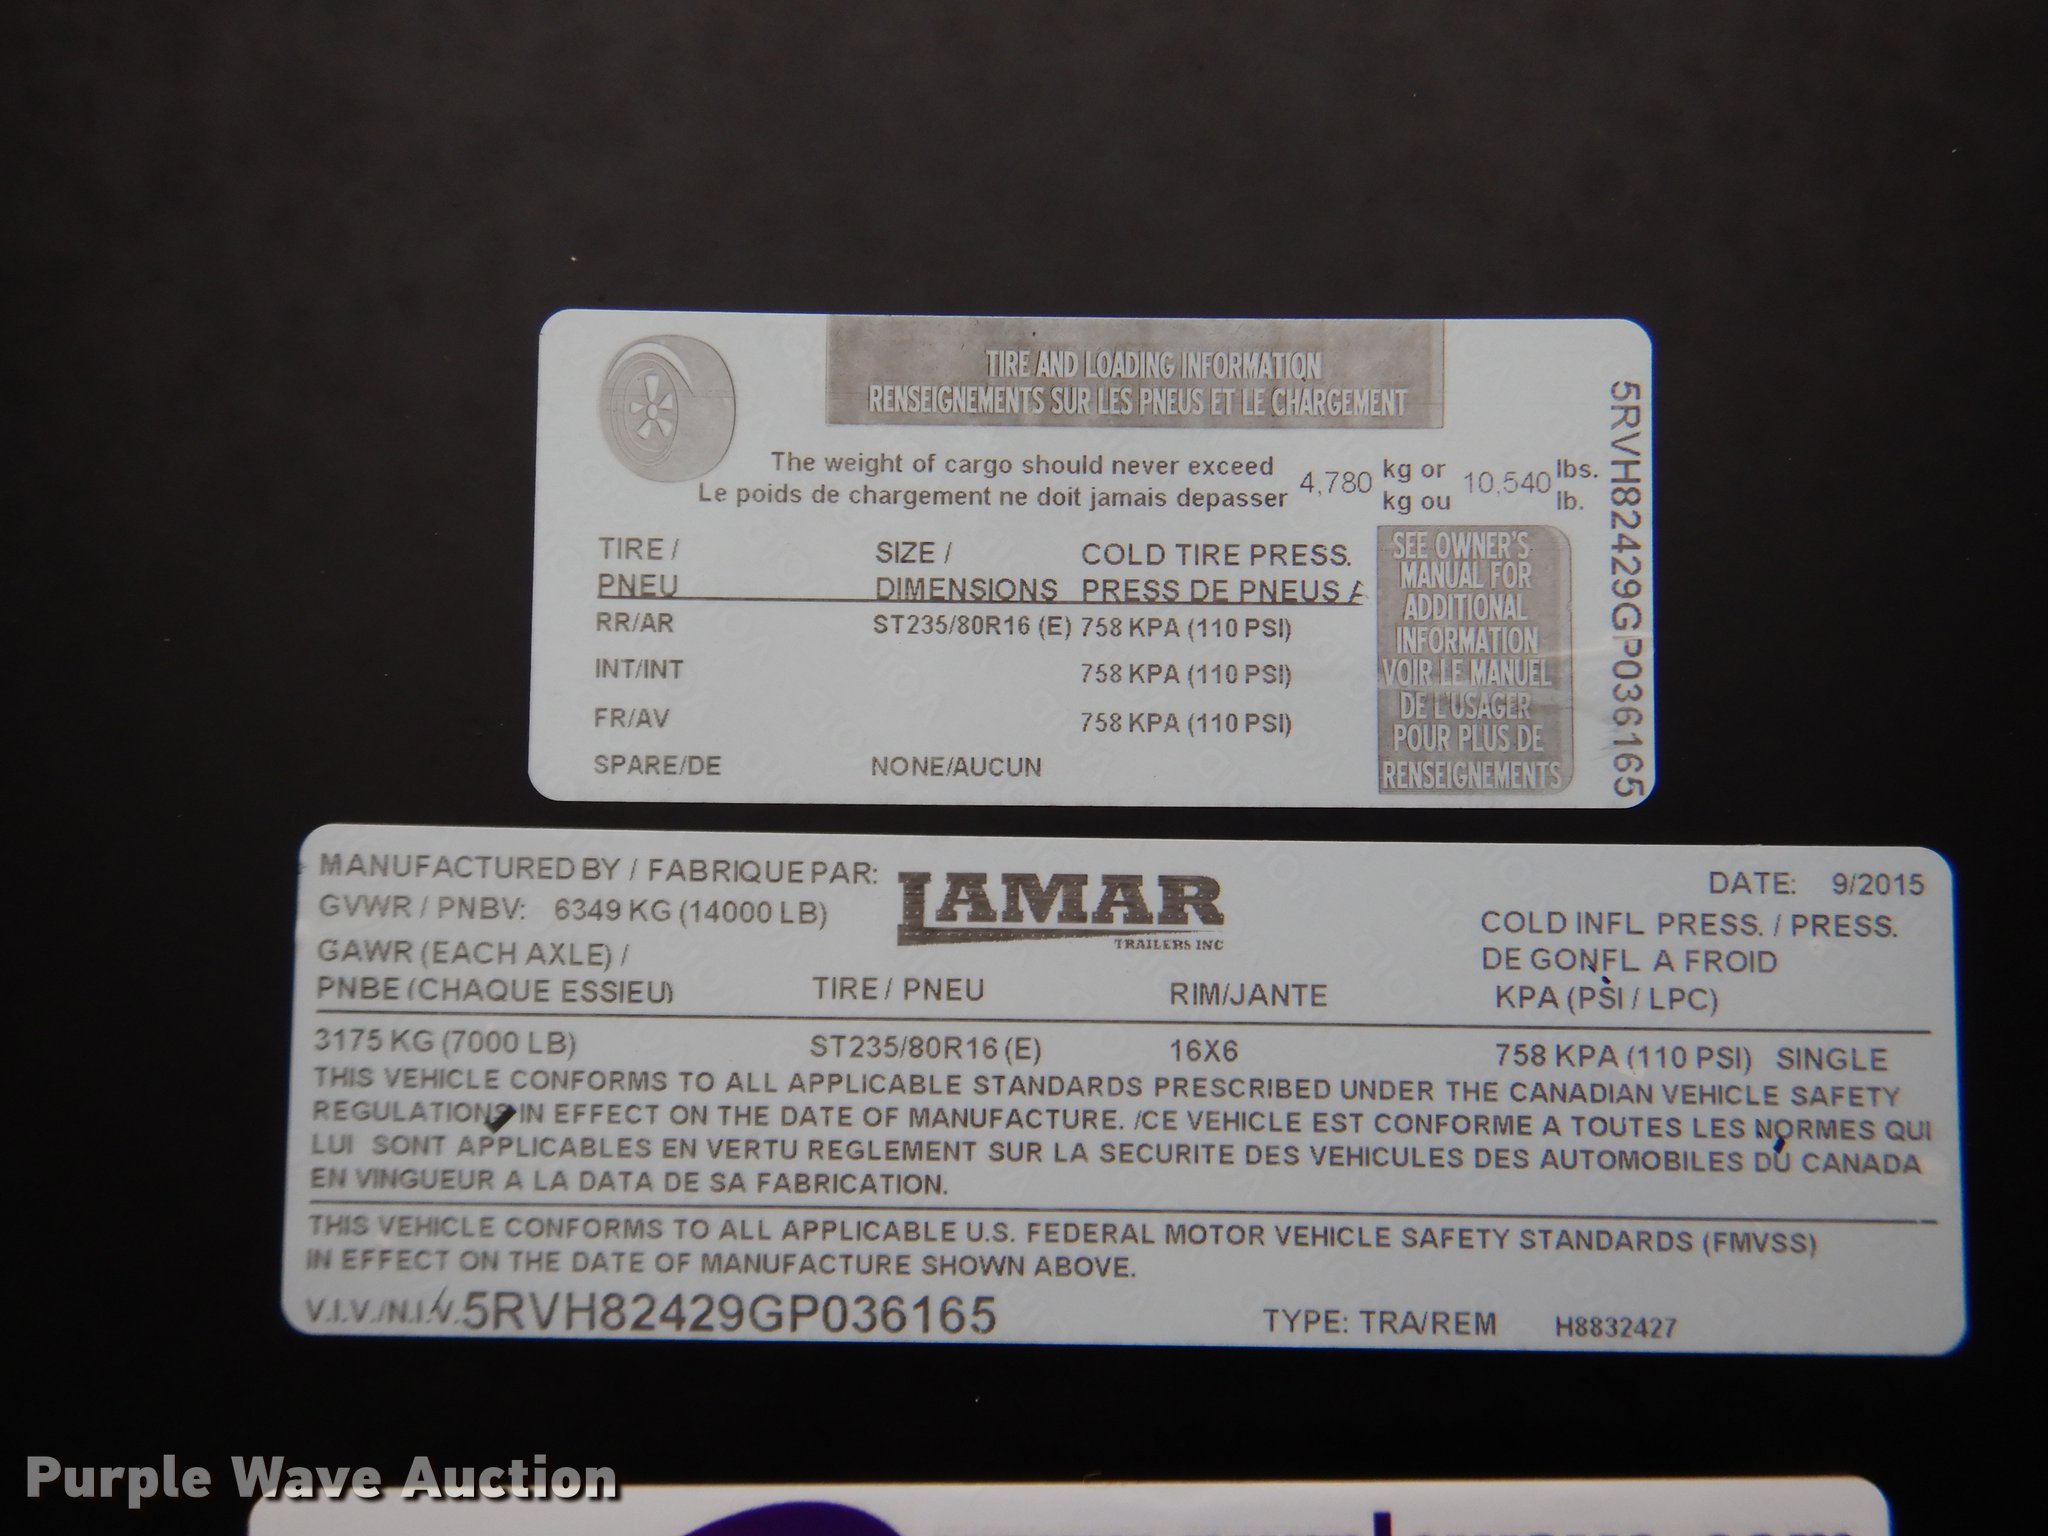 TIRE AND LOADING INFORMATION
RENSEIGNEMENTS SUR LES PNEUS ET LE CHARGEMENT
The weight of cargo should never exceed 4,780 kg or 10,540 lbs.
Le poids de chargement ne doit jamais depasser kg ou lb.
TIRE / SIZE / COLD TIRE PRESS.
PNEU DIMENSIONS PRESS DE PNEUS A
RR/AR ST235/80R16 (E) 758 KPA (110 PSI)
INT/INT 758 KPA (110 PSI)
FR/AV 758 KPA (110 PSI)
SPARE/DE NONE/AUCUN
SEE OWNER'S
MANUAL FOR
ADDITIONAL
INFORMATION
VOIR LE MANUEL
DE L'USAGER
POUR PLUS DE
RENSEIGNEMENTS
5RVH82429GP036165
MANUFACTURED BY / FABRIQUE PAR: LAMAR DATE: 9/2015
TRAILERS INC
GVWR / PNBV: 6349 KG (14000 LB) COLD INFL PRESS. / PRESS.
GAWR (EACH AXLE) / DE GONFL A FROID
PNBE (CHAQUE ESSIEU) TIRE / PNEU RIM/JANTE KPA (PSI / LPC)
3175 KG (7000 LB) ST235/80R16 (E) 16X6 758 KPA (110 PSI) SINGLE
THIS VEHICLE CONFORMS TO ALL APPLICABLE STANDARDS PRESCRIBED UNDER THE CANADIAN VEHICLE SAFETY
REGULATIONS IN EFFECT ON THE DATE OF MANUFACTURE. /CE VEHICLE EST CONFORME A TOUTES LES NORMES QUI
LUI SONT APPLICABLES EN VERTU REGLEMENT SUR LA SECURITE DES VEHICULES DES AUTOMOBILES DU CANADA
EN VINGUEUR A LA DATA DE SA FABRICATION.
THIS VEHICLE CONFORMS TO ALL APPLICABLE U.S. FEDERAL MOTOR VEHICLE SAFETY STANDARDS (FMVSS)
IN EFFECT ON THE DATE OF MANUFACTURE SHOWN ABOVE.
V.I.V./N.I.V. 5RVH82429GP036165 TYPE: TRA/REM H8832427
Purple Wave Auction